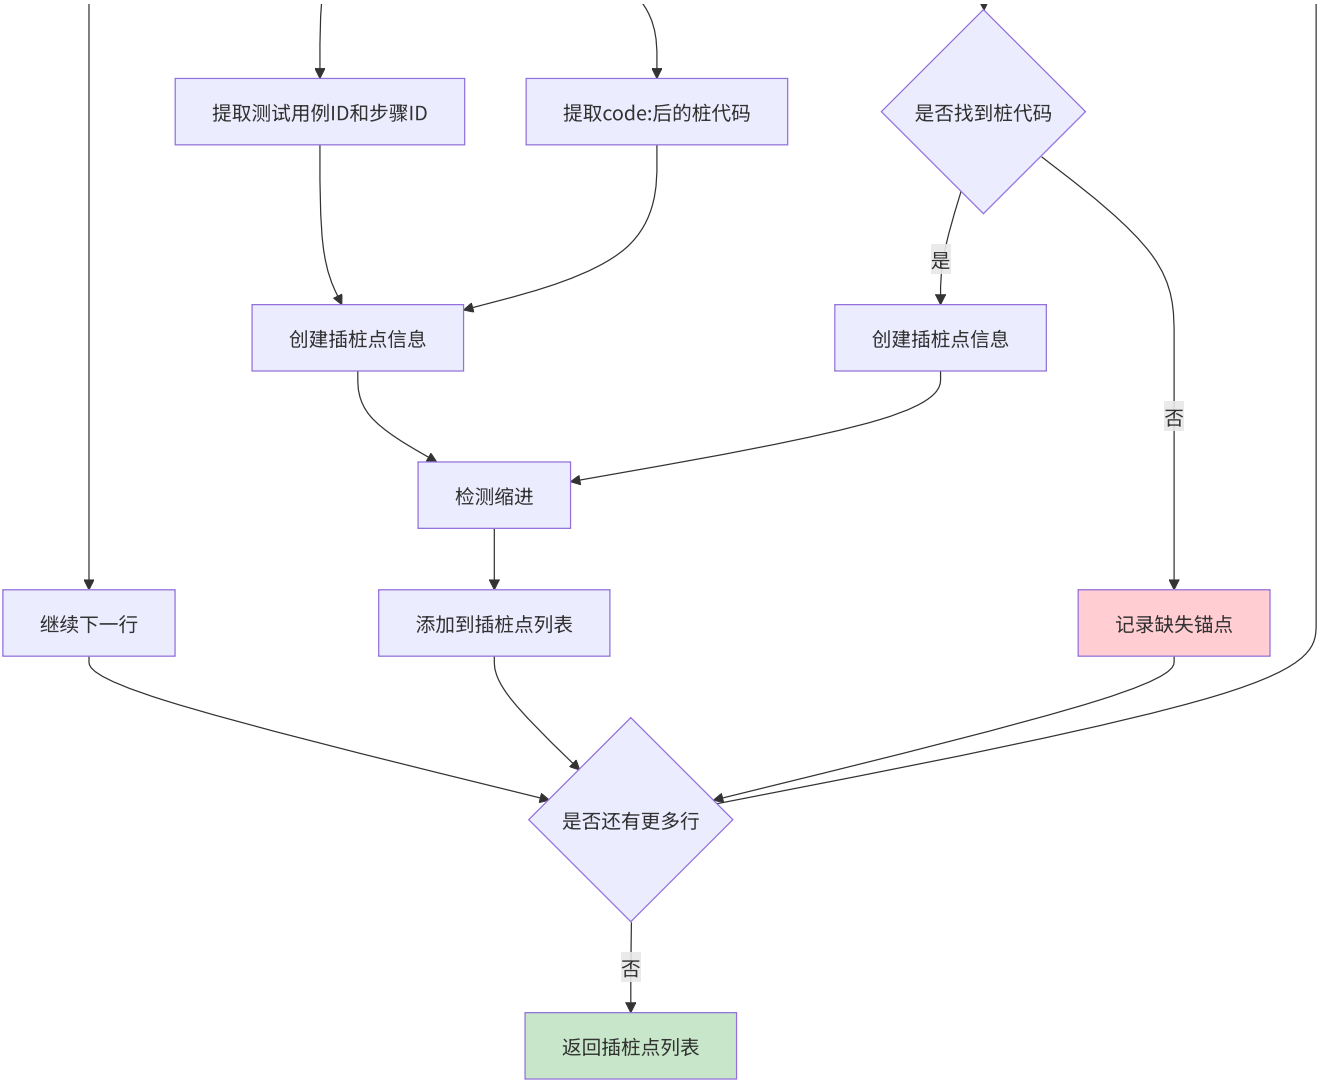 提取测试用例ID和步骤ID
提取code:后的桩代码
是否找到桩代码
是
创建插桩点信息
创建插桩点信息
否
检测缩进
继续下一行
添加到插桩点列表
记录缺失锚点
是否还有更多行
否
返回插桩点列表